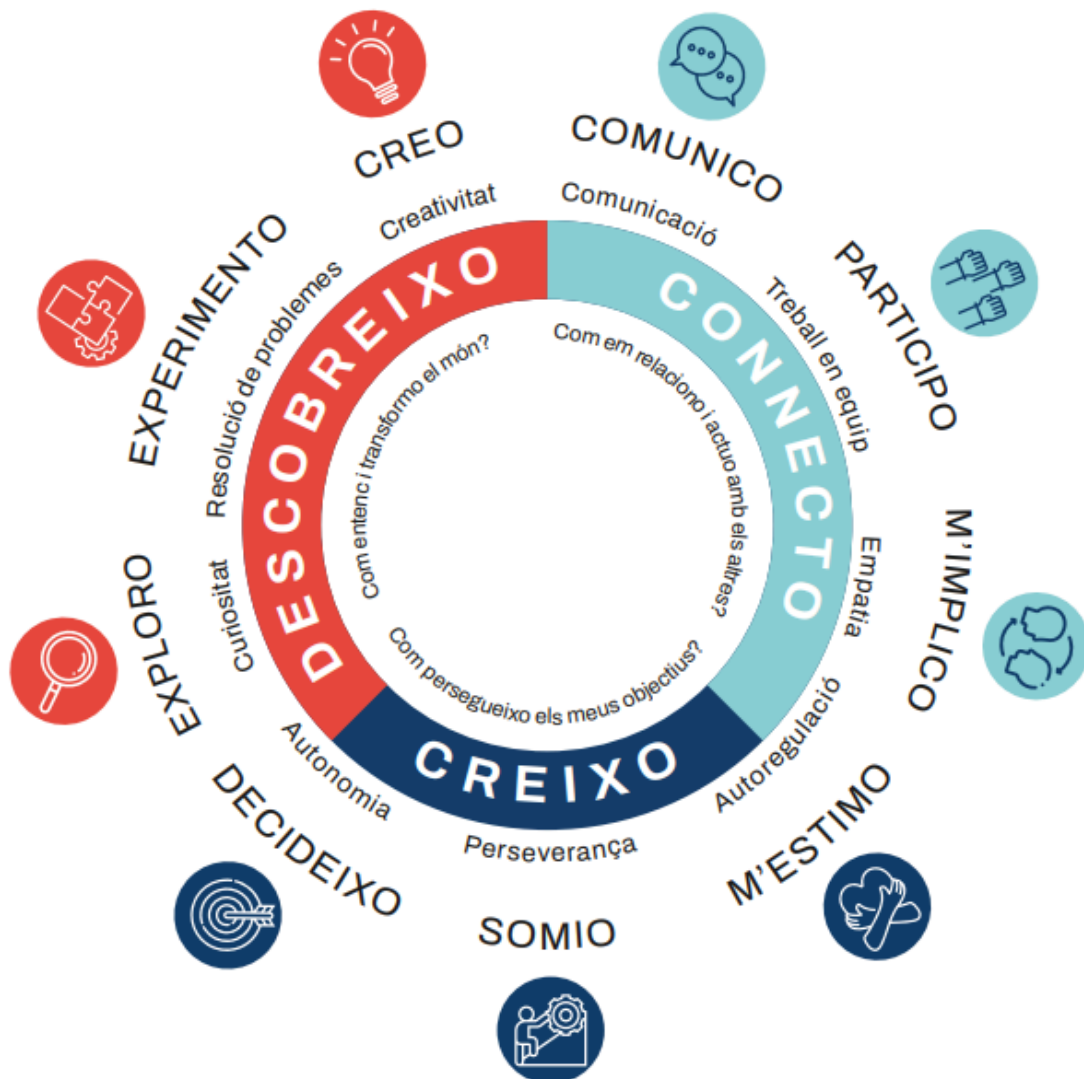 CREO
COMUNICO
Creativitat
Comunicació
EXPERIMENTO
PARTICIPO
Resolució de problemes
Treball en equip
DESCOBREIXO
CONNECTO
Com entenc i transformo el món?
Com em relaciono i actuo amb els altres?
EXPLORO
M'IMPLICO
Curiositat
Empatia
Com persegueixo els meus objectius?
CREIXO
Autonomia
Autoregulació
Perseverança
DECIDEIXO
M'ESTIMO
SOMIO